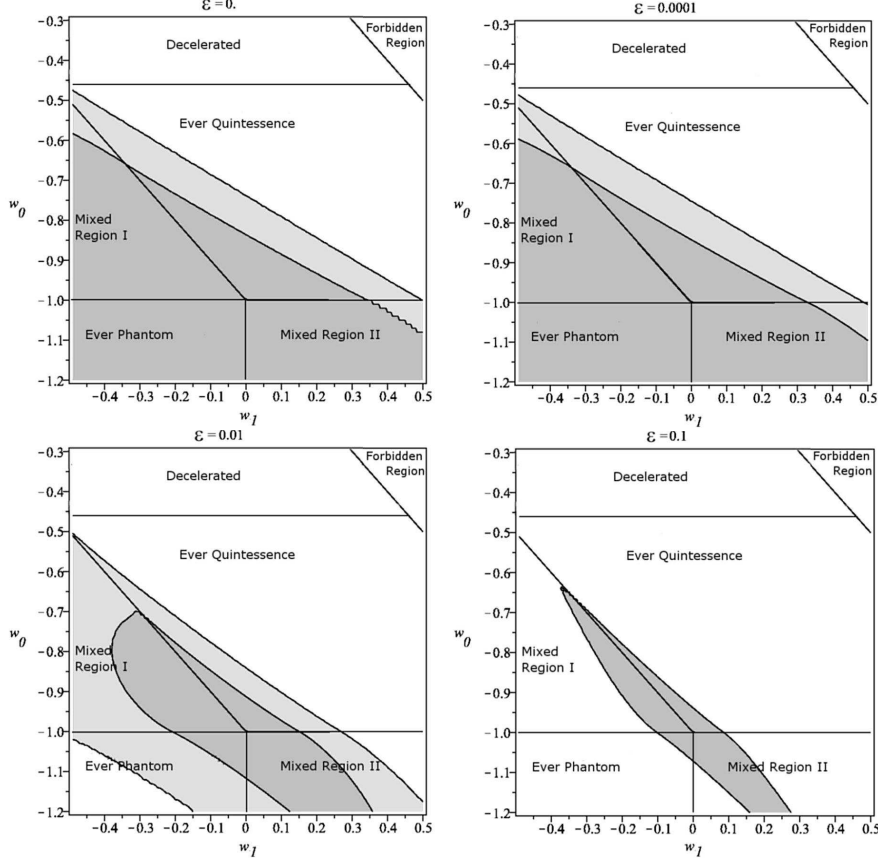 ε = 0.
−0.3
Forbidden
Region
Decelerated
−0.4
−0.5
Ever Quintessence
−0.6
−0.7
w0
−0.8
Mixed
Region I
−0.9
−1.0
Ever Phantom
Mixed Region II
−1.1
−1.2
−0.4 −0.3 −0.2 −0.1 0 0.1 0.2 0.3 0.4 0.5
w1
ε = 0.0001
−0.3
Forbidden
Region
Decelerated
−0.4
−0.5
Ever Quintessence
−0.6
−0.7
w0
−0.8
Mixed
Region I
−0.9
−1.0
Ever Phantom
Mixed Region II
−1.1
−1.2
−0.4 −0.3 −0.2 −0.1 0 0.1 0.2 0.3 0.4 0.5
w1
ε = 0.01
−0.3
Forbidden
Region
Decelerated
−0.4
−0.5
Ever Quintessence
−0.6
−0.7
w0
−0.8
Mixed
Region I
−0.9
−1.0
Ever Phantom
Mixed Region II
−1.1
−1.2
−0.4 −0.3 −0.2 −0.1 0 0.1 0.2 0.3 0.4 0.5
w1
ε = 0.1
−0.3
Forbidden
Region
Decelerated
−0.4
−0.5
Ever Quintessence
−0.6
−0.7
w0
−0.8
Mixed
Region I
−0.9
−1.0
Ever Phantom
Mixed Region II
−1.1
−1.2
−0.4 −0.3 −0.2 −0.1 0 0.1 0.2 0.3 0.4 0.5
w1